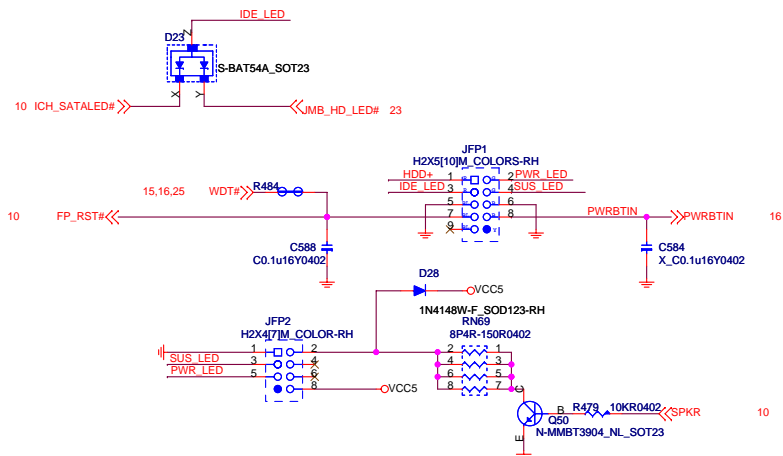 IDE_LED
D23
Z
S-BAT54A_SOT23
X
Y
10 ICH_SATALED#
JMB_HD_LED# 23
JFP1
H2X5[10]M_COLORS-RH
HDD+ 1 2 PWR_LED
IDE_LED 3 4 SUS_LED
5 6
7 8
9
15,16,25 WDT# R484
10 FP_RST#
PWRBTIN
PWRBTIN 16
C588
C0.1u16Y0402
C584
X_C0.1u16Y0402
D28
VCC5
1N4148W-F_SOD123-RH
JFP2
H2X4[7]M_COLOR-RH
RN69
8P4R-150R0402
1 2
SUS_LED 3 4
PWR_LED 5 6
8 VCC5
2 1
4 3
6 5
8 7
C
B
E
Q50
N-MMBT3904_NL_SOT23
R479 10KR0402
SPKR 10